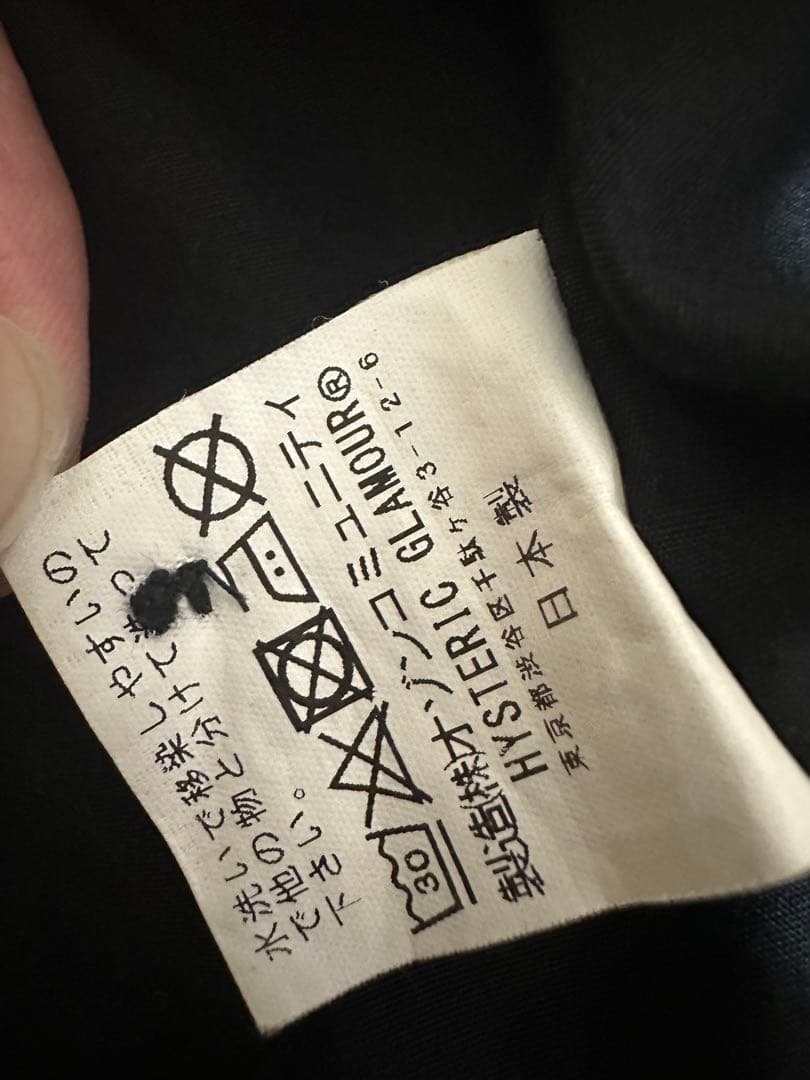 水洗いで移染しやすいの
で他の物と分けて洗って
下さい。
30
製造㈱オゾンコミュニティ
HYSTERIC GLAMOUR®
東京都渋谷区千駄ケ谷3-12-6
日本製